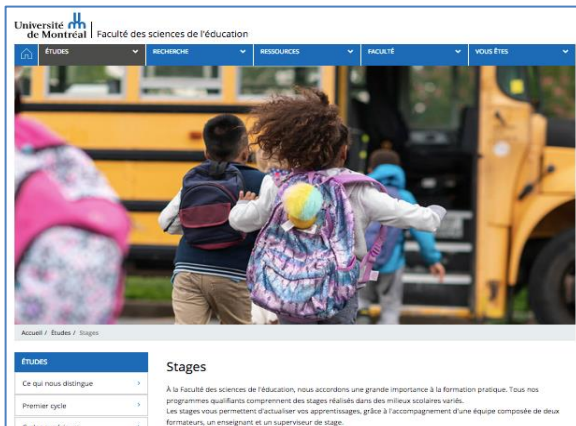 Université
de Montréal
Faculté des sciences de l'éducation
ÉTUDES
RECHERCHE
RESSOURCES
FACULTÉ
VOUS ÊTES
Accueil / Études / Stages
ÉTUDES
Ce qui nous distingue
Premier cycle
Stages
À la Faculté des sciences de l'éducation, nous accordons une grande importance à la formation pratique. Tous nos
programmes qualifiants comprennent des stages réalisés dans des milieux scolaires variés.
Les stages vous permettent d'actualiser vos apprentissages, grâce à l'accompagnement d'une équipe composée de deux
formateurs, un enseignant et un superviseur de stage.